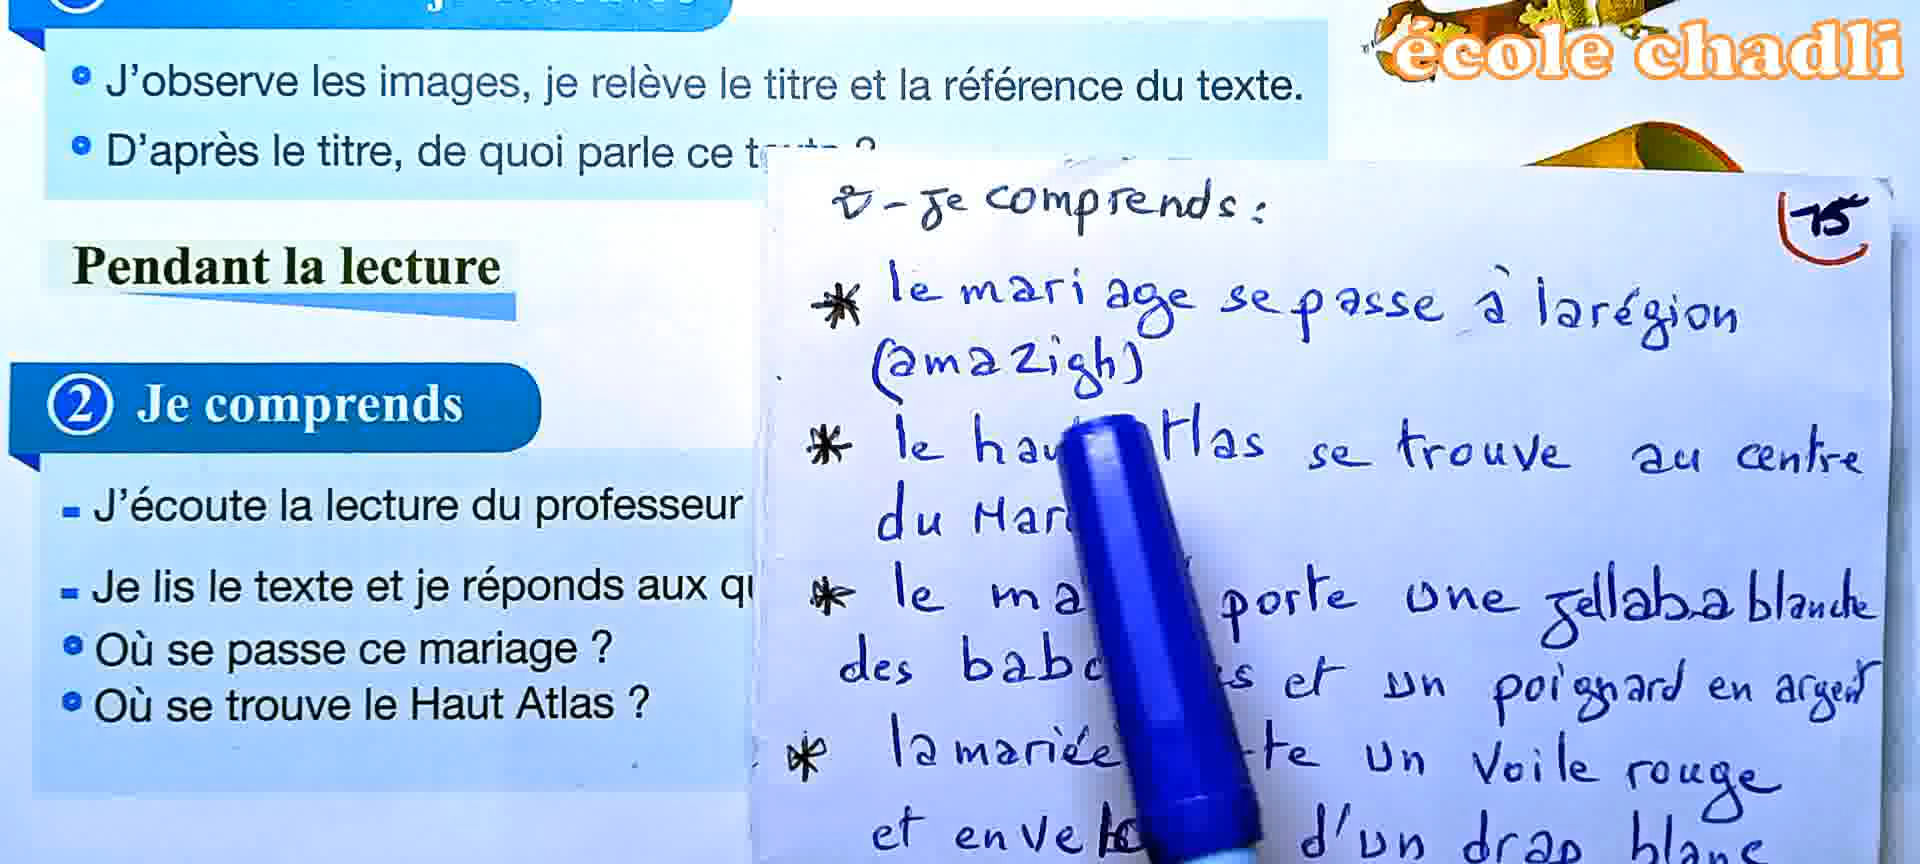 école chadli
J'observe les images, je relève le titre et la référence du texte.
D'après le titre, de quoi parle ce
Pendant la lecture
2 Je comprends
- J'écoute la lecture du professeur
- Je lis le texte et je réponds aux
Où se passe ce mariage ?
Où se trouve le Haut Atlas ?
- Je comprends :
15
* le mariage se passe à la région
(amazigh)
* le se trouve au centre
du
* le porte une jellaba blanche
des et un poignard en argent
* la mariée un voile rouge
et d'un drap blanc